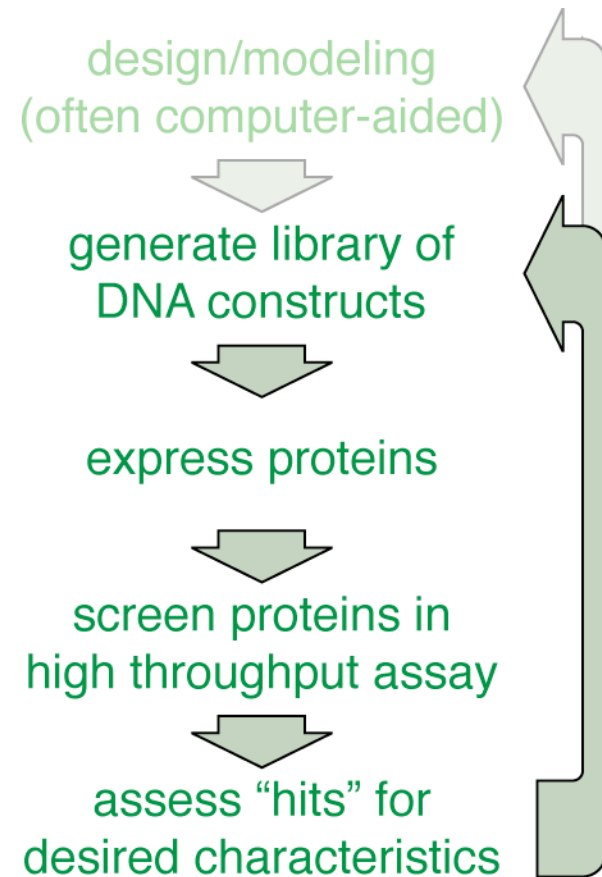 design/modeling
(often computer-aided)
generate library of
DNA constructs
express proteins
screen proteins in
high throughput assay
assess “hits” for
desired characteristics